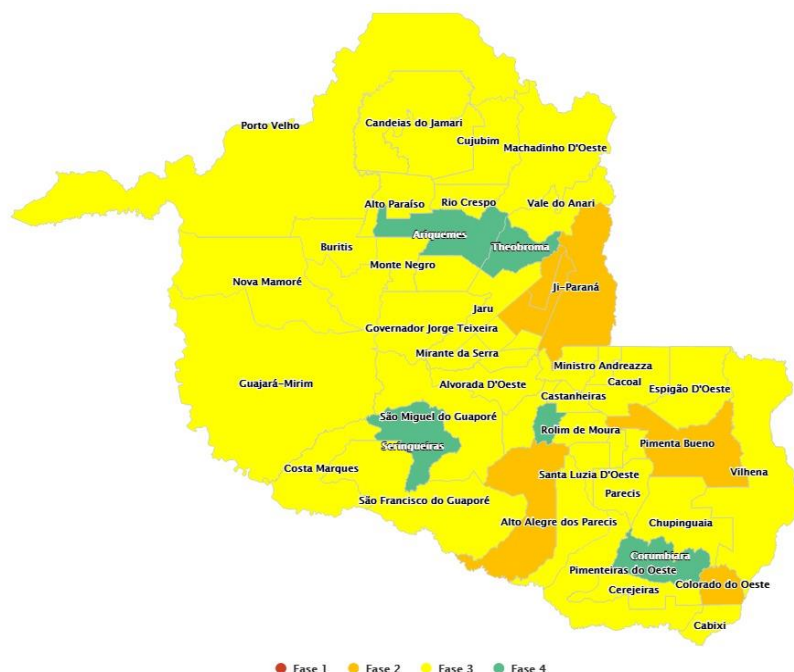 Porto Velho
Candeias do Jamari
Cujubim
Machadinho D'Oeste
Alto Paraíso
Rio Crespo
Vale do Anari
Ariquemes
Theobroma
Buritis
Monte Negro
Nova Mamoré
Ji-Paraná
Jaru
Governador Jorge Teixeira
Mirante da Serra
Ministro Andreazza
Guajará-Mirim
Alvorada D'Oeste
Cacoal
Espigão D'Oeste
Castanheiras
São Miguel do Guaporé
Rolim de Moura
Seringueiras
Pimenta Bueno
Costa Marques
Santa Luzia D'Oeste
Vilhena
São Francisco do Guaporé
Parecis
Alto Alegre dos Parecis
Chupinguaia
Corumbiara
Pimenteiras do Oeste
Colorado do Oeste
Cerejeiras
Cabixi
Fase 1 Fase 2 Fase 3 Fase 4